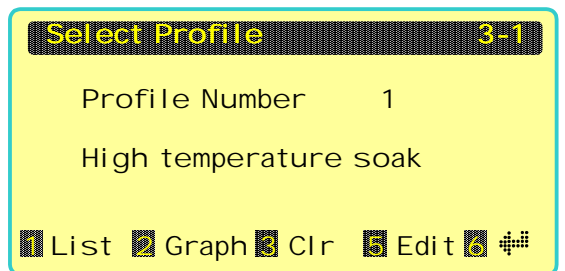 Select Profile 3-1
Profile Number 1
High temperature soak
1 List 2 Graph 3 Clr 5 Edit 6